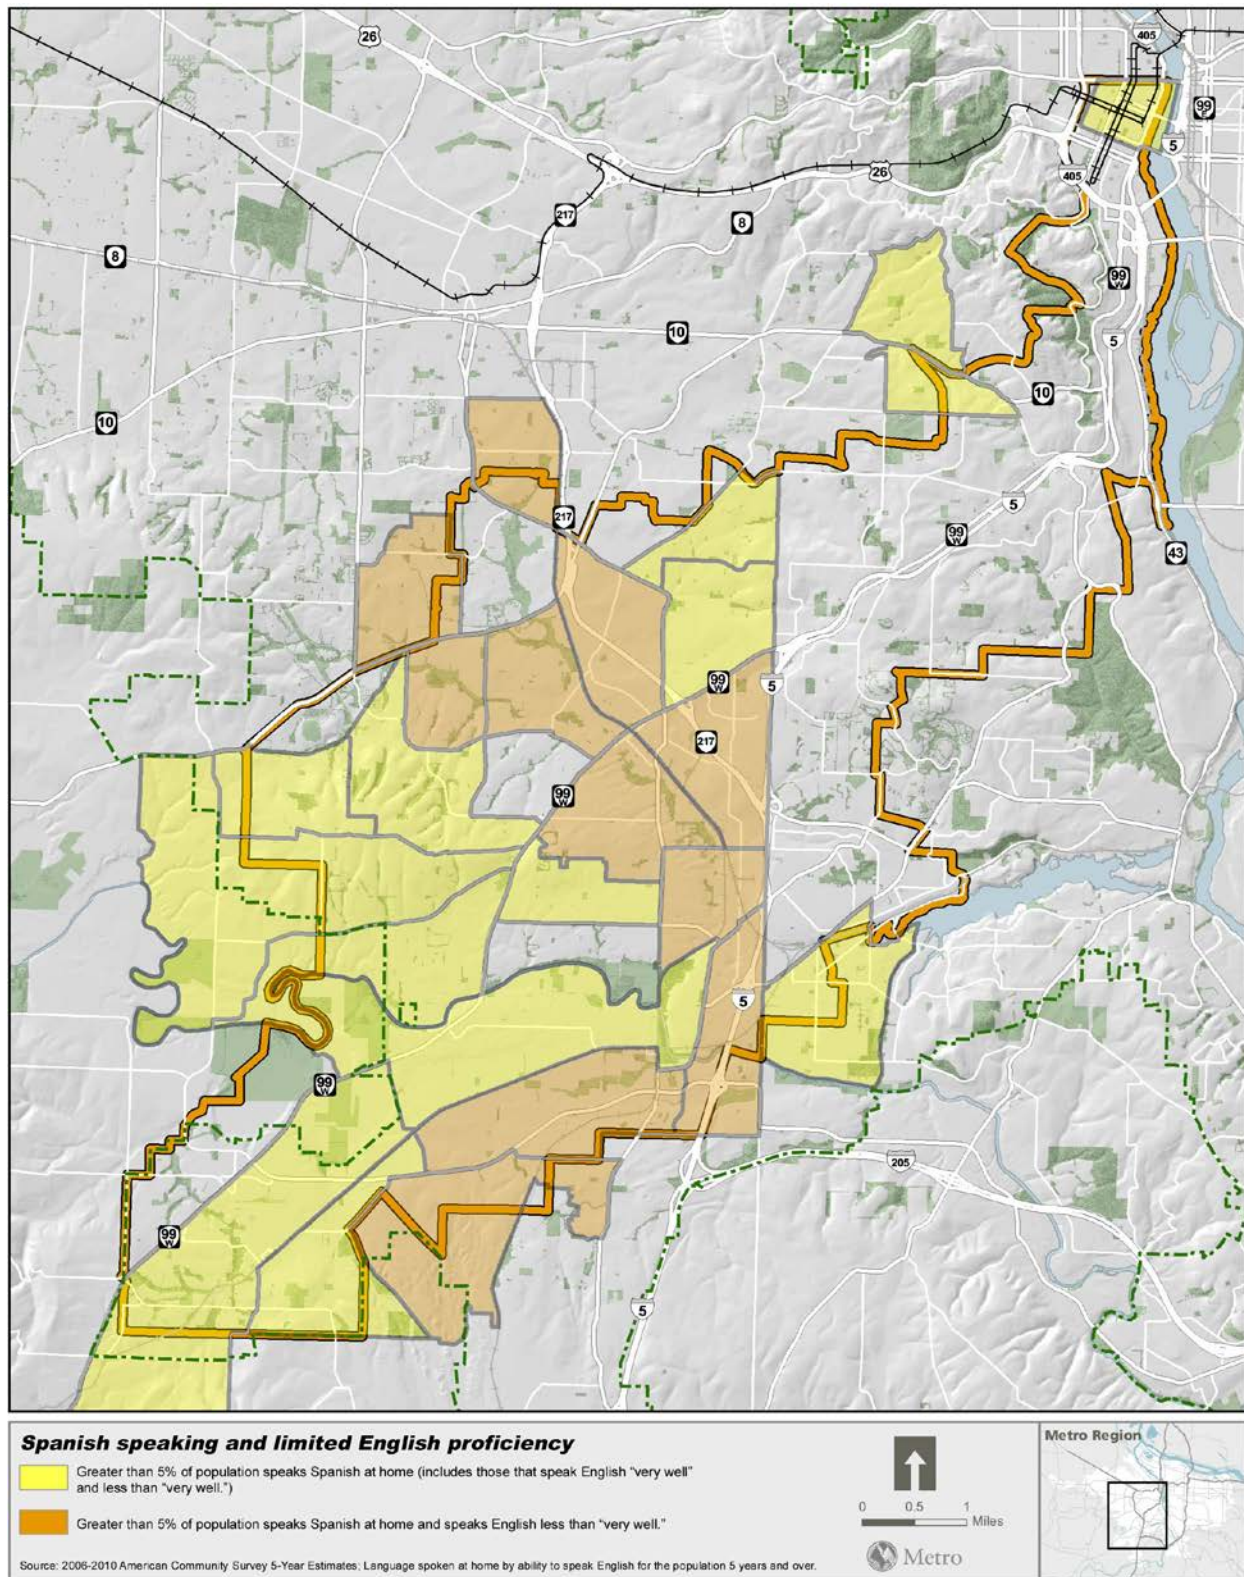 26
405
99
E
5
405
26
217
8
8
99
W
10
5
10
10
5
217
99
W
43
99
W
5
217
99
W
5
99
W
205
99
W
5
Spanish speaking and limited English proficiency
Greater than 5% of population speaks Spanish at home (includes those that speak English "very well"
and less than "very well.")
Greater than 5% of population speaks Spanish at home and speaks English less than "very well."
Source: 2006-2010 American Community Survey 5-Year Estimates; Language spoken at home by ability to speak English for the population 5 years and over.
0 0.5 1
Miles
Metro
Metro Region